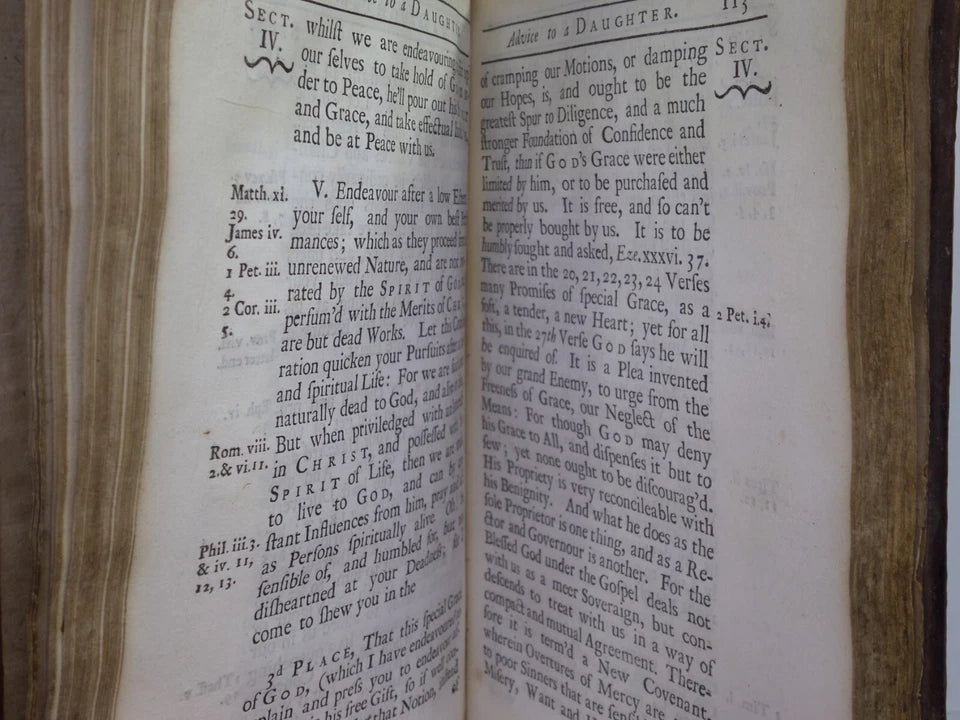 Advice to a DAUGHTER.
SECT.
IV.
whilſt we are endeavouring
our ſelves to take hold of
der to Peace, he'll pour out his
and Grace, and take effectual
and be at Peace with us.
Matth. xi.
29.
James iv.
6.
1 Pet. iii.
4.
2 Cor. iii.
5.
V. Endeavour after a low
your ſelf, and your own beſt
mances; which as they proceed
unrenewed Nature, and are not
rated by the SPIRIT of
perfum'd with the Merits of
are but dead Works. Let this
ration quicken your Purſuits
and ſpiritual Life: For we are
naturally dead to God, and
Rom. viii.
2.& vi.11.
But when priviledged with
in CHRIST, and poſſeſſed
SPIRIT of Life, then we are
to live to GOD, and can by
Phil. iii.3.
& iv. 11,
12, 13.
ſtant Influences from him, pray
as Perſons ſpiritually alive. Oh
ſenſible of, and humbled for, but
diſheartned at your Deadneſs;
come to ſhew you in the
3d PLACE, That this ſpecial Grace
of GOD, (which I have endeavoured
plain and preſs you to endeavour
is his free Gift, ſo if well
that Notion, inſtead
of
Advice to a DAUGHTER. 113
SECT.
IV.
of cramping our Motions, or damping
our Hopes, is, and ought to be the
greateſt Spur to Diligence, and a much
ſtronger Foundation of Confidence and
Truſt, than if GOD'S Grace were either
limited by him, or to be purchaſed and
merited by us. It is free, and ſo can't
be properly bought by us. It is to be
humbly ſought and asked, Eze. xxxvi. 37.
There are in the 20, 21, 22, 23, 24 Verſes
many Promiſes of ſpecial Grace, as a
2 Pet. i.4.
ſoft, a tender, a new Heart; yet for all
this, in the 27th Verſe GOD ſays he will
be enquired of. It is a Plea invented
by our grand Enemy, to urge from the
Freeneſs of Grace, our Neglect of the
Means: For though GOD may deny
his Grace to All, and diſpenſes it but to
few; yet none ought to be diſcourag'd.
His Propriety is very reconcileable with
his Benignity. And what he does as the
ſole Proprietor is one thing, and as a Re-
ctor and Governour is another. For the
Bleſſed God under the Goſpel deals not
with us as a meer Soveraign, but con-
deſcends to treat with us in a way of
compact and mutual Agreement. There-
fore it is term'd a New Covenant,
wherein Overtures of Mercy are
to poor Sinners that are ſenſible
Miſery, Want and